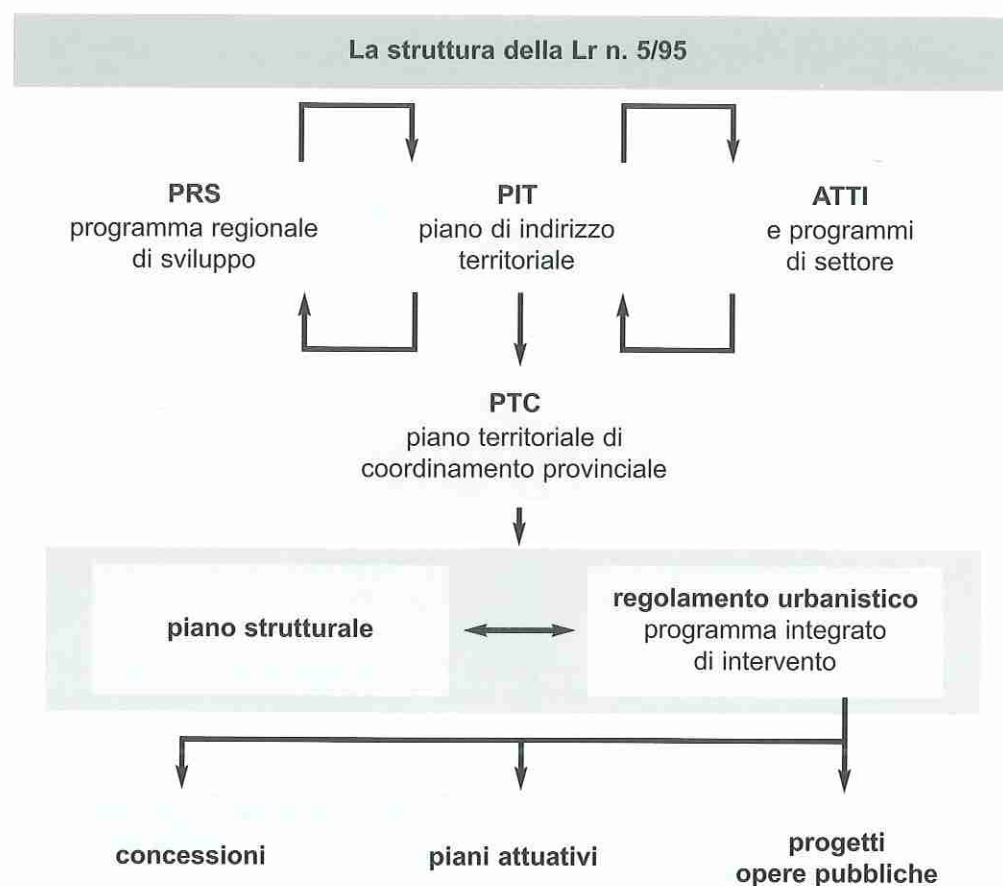 La struttura della Lr n. 5/95
PRS
programma regionale
di sviluppo
PIT
piano di indirizzo
territoriale
ATTI
e programmi
di settore
PTC
piano territoriale di
coordinamento provinciale
piano strutturale
regolamento urbanistico
programma integrato
di intervento
concessioni
piani attuativi
progetti
opere pubbliche